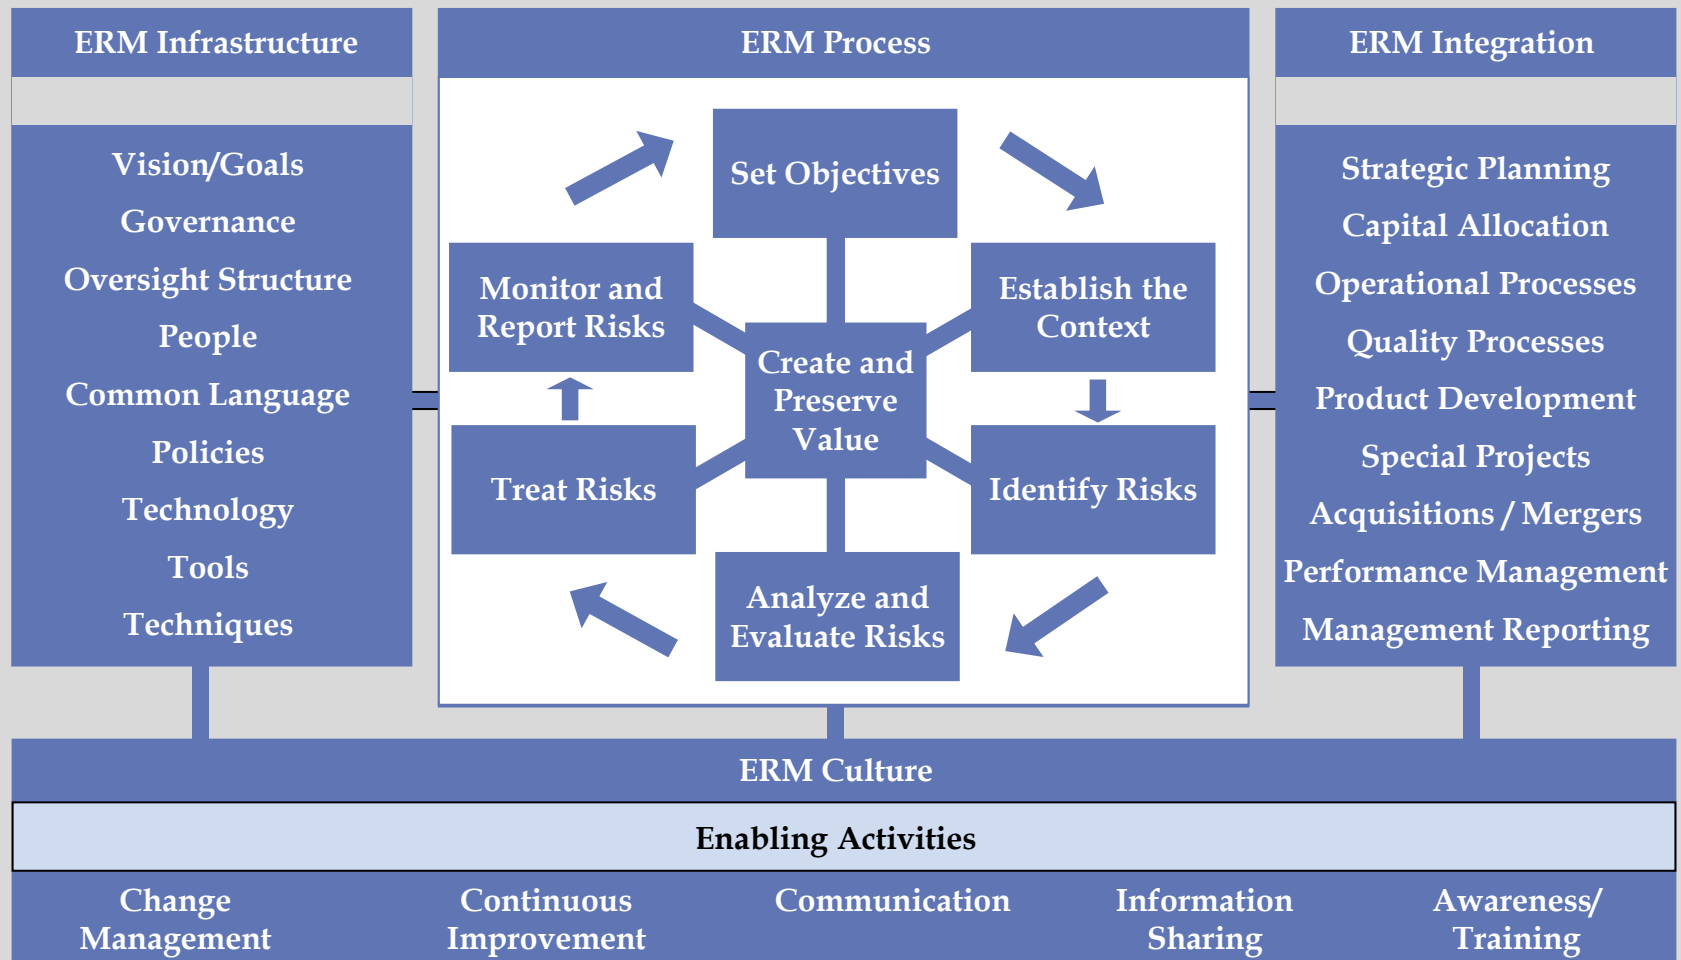 ERM Infrastructure
Vision/Goals
Governance
Oversight Structure
People
Common Language
Policies
Technology
Tools
Techniques
ERM Process
Set Objectives
Establish the
Context
Identify Risks
Analyze and
Evaluate Risks
Treat Risks
Monitor and
Report Risks
Create and
Preserve
Value
ERM Integration
Strategic Planning
Capital Allocation
Operational Processes
Quality Processes
Product Development
Special Projects
Acquisitions / Mergers
Performance Management
Management Reporting
ERM Culture
Enabling Activities
Change
Management
Continuous
Improvement
Communication
Information
Sharing
Awareness/
Training